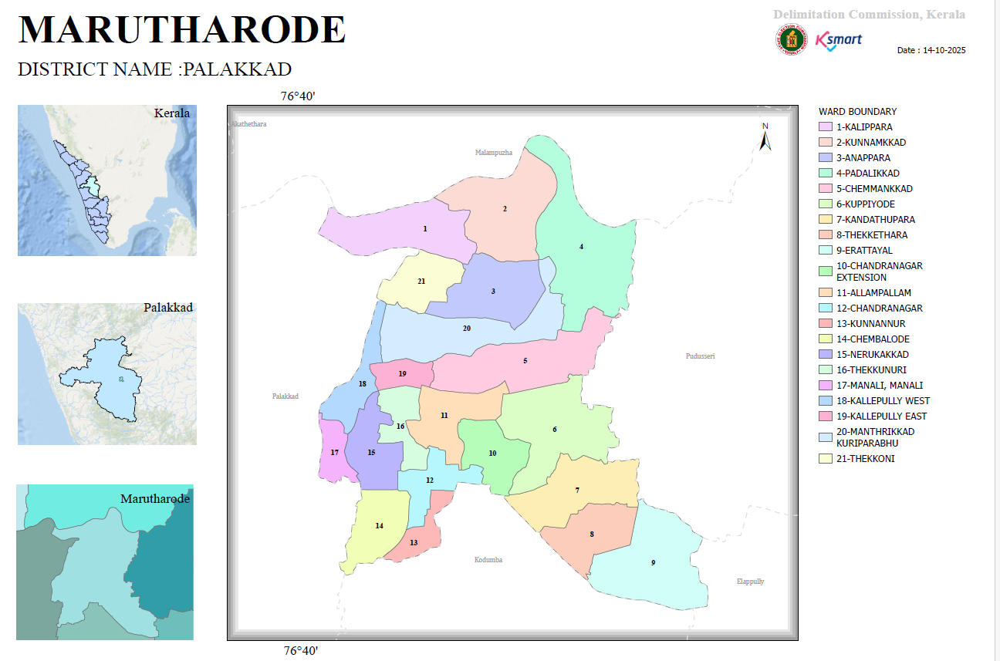 MARUTHARODE
DISTRICT NAME :PALAKKAD
Delimitation Commission, Kerala
Ksmart
Date : 14-10-2025
Kerala
Palakkad
Marutharode
76°40'
Akathethara
Malampuzha
N
1
2
3
4
21
20
5
Pudusseri
19
18
Palakkad
11
16
6
17
15
10
12
7
14
13
8
9
Kodumba
Elappully
76°40'
WARD BOUNDARY
1-KALIPPARA
2-KUNNAMKKAD
3-ANAPPARA
4-PADALIKKAD
5-CHEMMANKKAD
6-KUPPIYODE
7-KANDATHUPARA
8-THEKKETHARA
9-ERATTAYAL
10-CHANDRANAGAR
EXTENSION
11-ALLAMPALLAM
12-CHANDRANAGAR
13-KUNNANNUR
14-CHEMBALODE
15-NERUKAKKAD
16-THEKKUNURI
17-MANALI, MANALI
18-KALLEPULLY WEST
19-KALLEPULLY EAST
20-MANTHRIKKAD
KURIPARABHU
21-THEKKONI